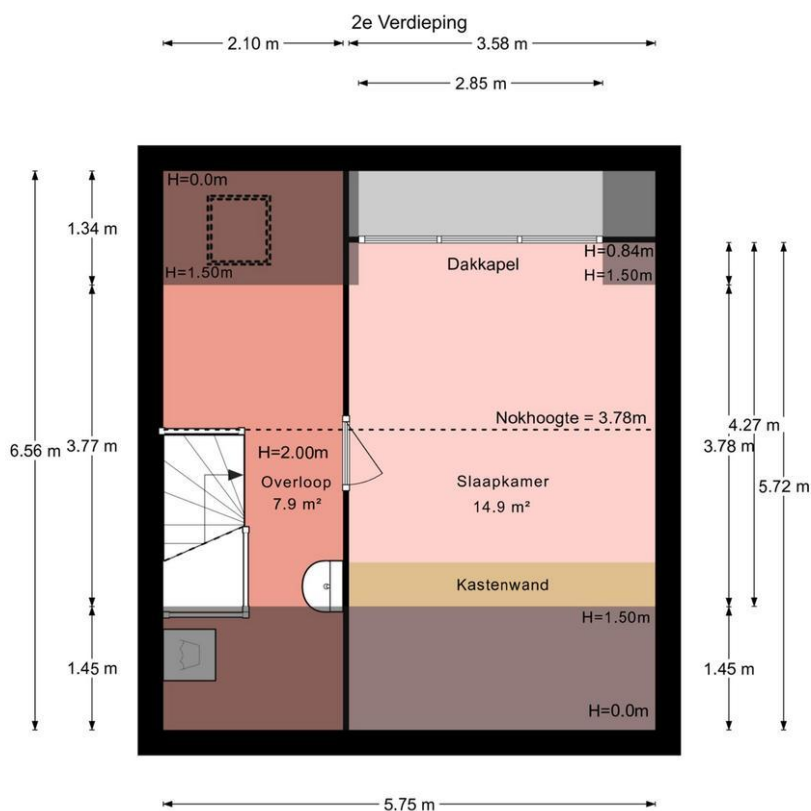 2e Verdieping
2.10 m
3.58 m
2.85 m
H=0.0m
1.34 m
H=0.84m
Dakkapel
H=1.50m
H=1.50m
Nokhoogte = 3.78m
4.27 m
6.56 m
3.77 m
H=2.00m
3.78 m
Overloop
7.9 m²
Slaapkamer
14.9 m²
5.72 m
Kastenwand
H=1.50m
1.45 m
1.45 m
H=0.0m
5.75 m